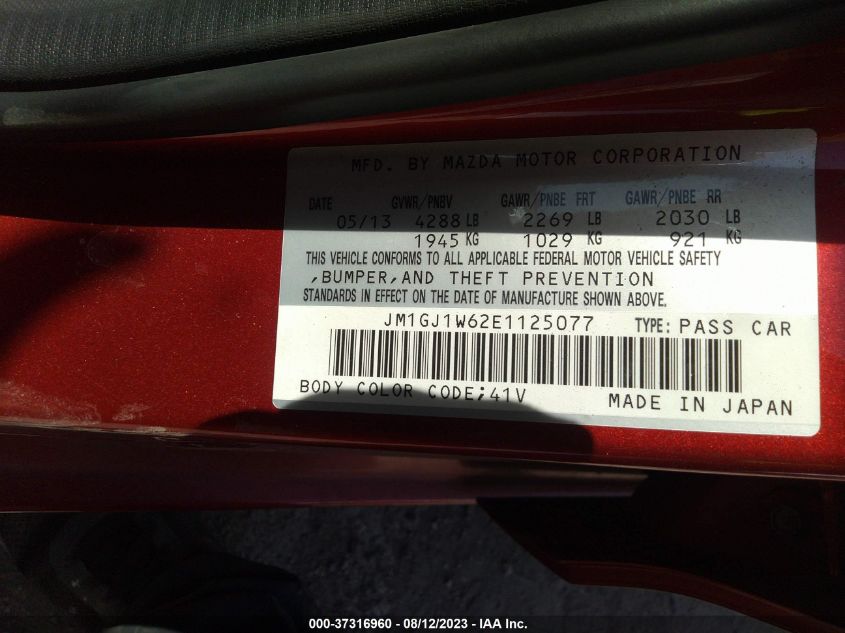 MFD. BY MAZDA MOTOR CORPORATION
DATE GVWR/PNBV GAWR/PNBE FRT GAWR/PNBE RR
05/13 4288 LB 2269 LB 2030 LB
1945 KG 1029 KG 921 KG
THIS VEHICLE CONFORMS TO ALL APPLICABLE FEDERAL MOTOR VEHICLE SAFETY
,BUMPER,AND THEFT PREVENTION
STANDARDS IN EFFECT ON THE DATE OF MANUFACTURE SHOWN ABOVE.
JM1GJ1W62E1125077 TYPE: PASS CAR
BODY COLOR CODE;41V
MADE IN JAPAN
000-37316960 - 08/12/2023 - IAA Inc.